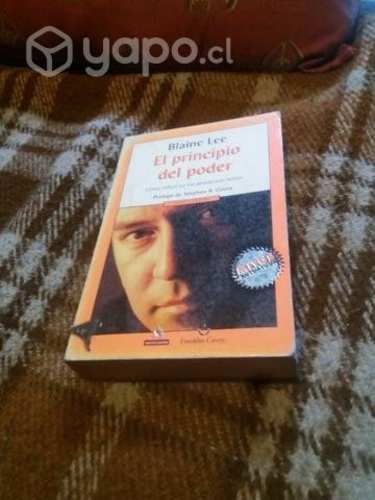 yapo.cl
Blaine Lee
El principio
del poder
Prólogo de Stephen R. Covey
Franklin Covey